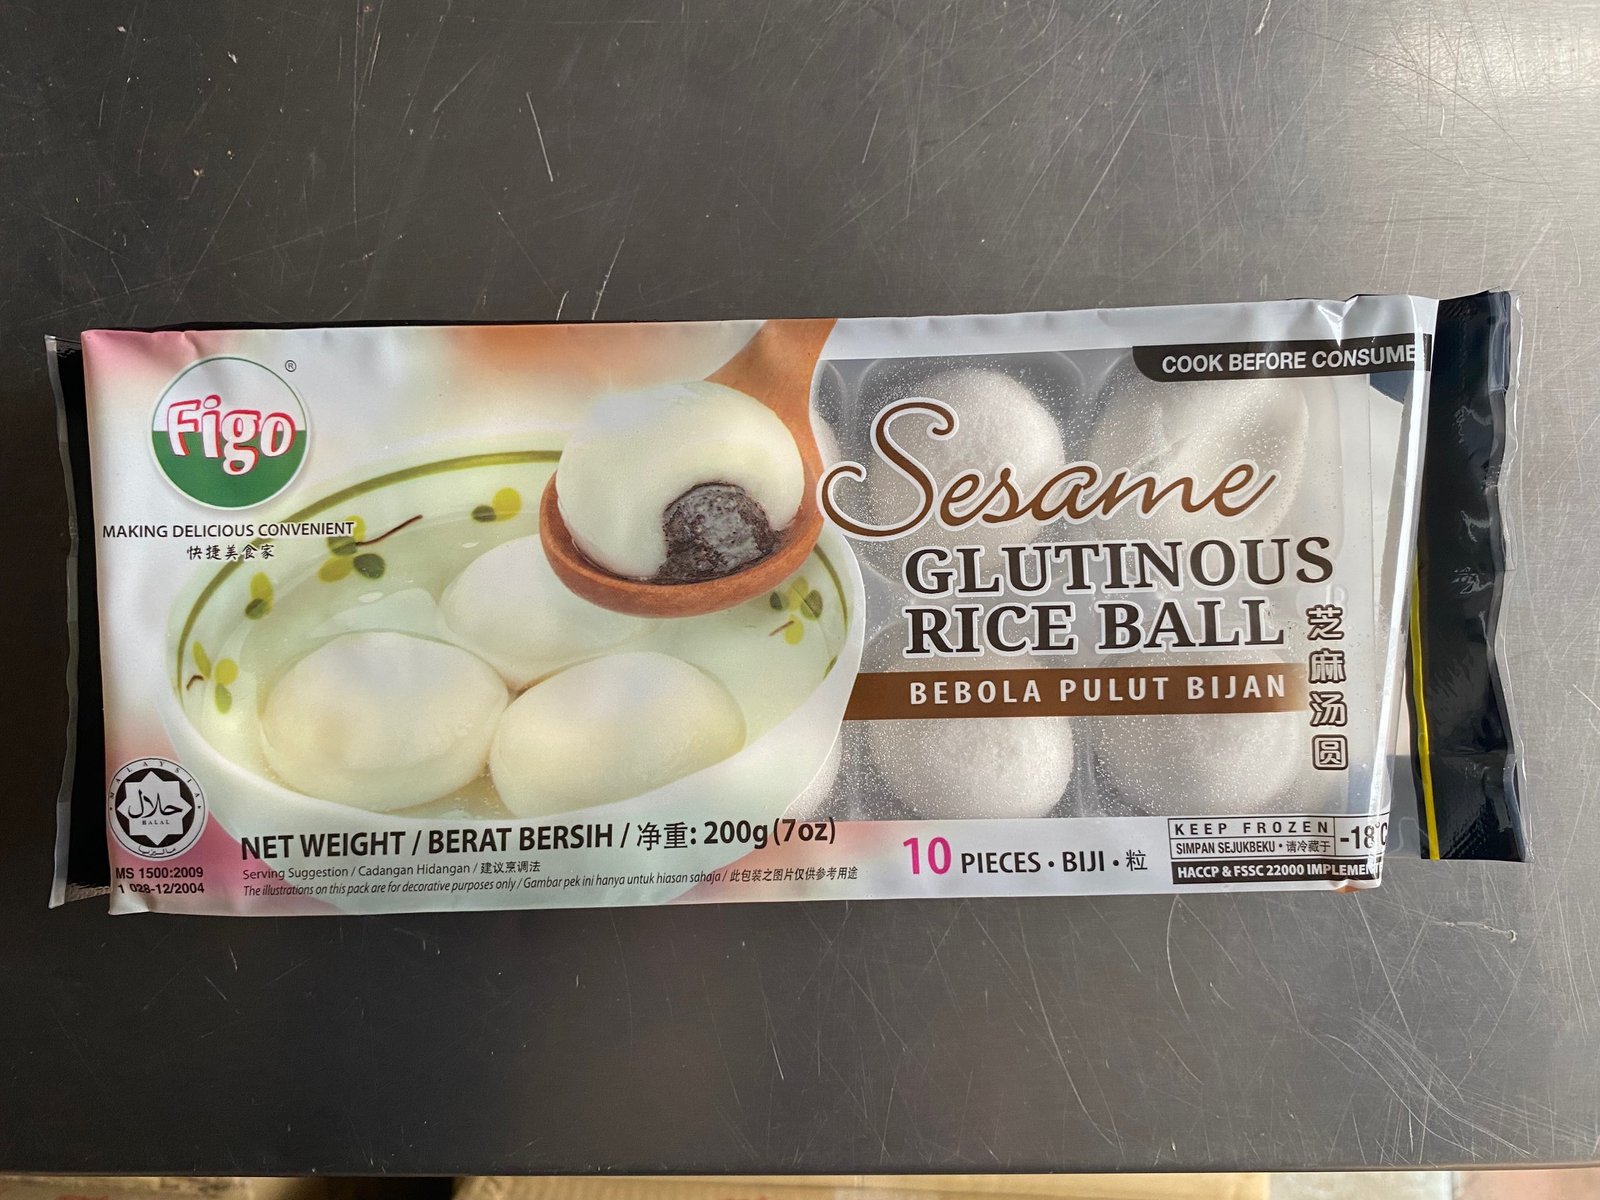 Figo
®
MAKING DELICIOUS CONVENIENT
快捷美食家
COOK BEFORE CONSUME
Sesame
GLUTINOUS
RICE BALL
BEBOLA PULUT BIJAN
芝麻汤圆
MALAYSIA
حلال
HALAL
ماليزيا
MS 1500:2009
1 028-12/2004
NET WEIGHT / BERAT BERSIH / 净重: 200g (7oz)
Serving Suggestion / Cadangan Hidangan / 建议烹调法
The illustrations on this pack are for decorative purposes only / Gambar pek ini hanya untuk hiasan sahaja / 此包装之图片仅供参考用途
10 PIECES • BIJI • 粒
KEEP FROZEN
SIMPAN SEJUKBEKU • 请冷藏于
-18°C
HACCP & FSSC 22000 IMPLEMEN